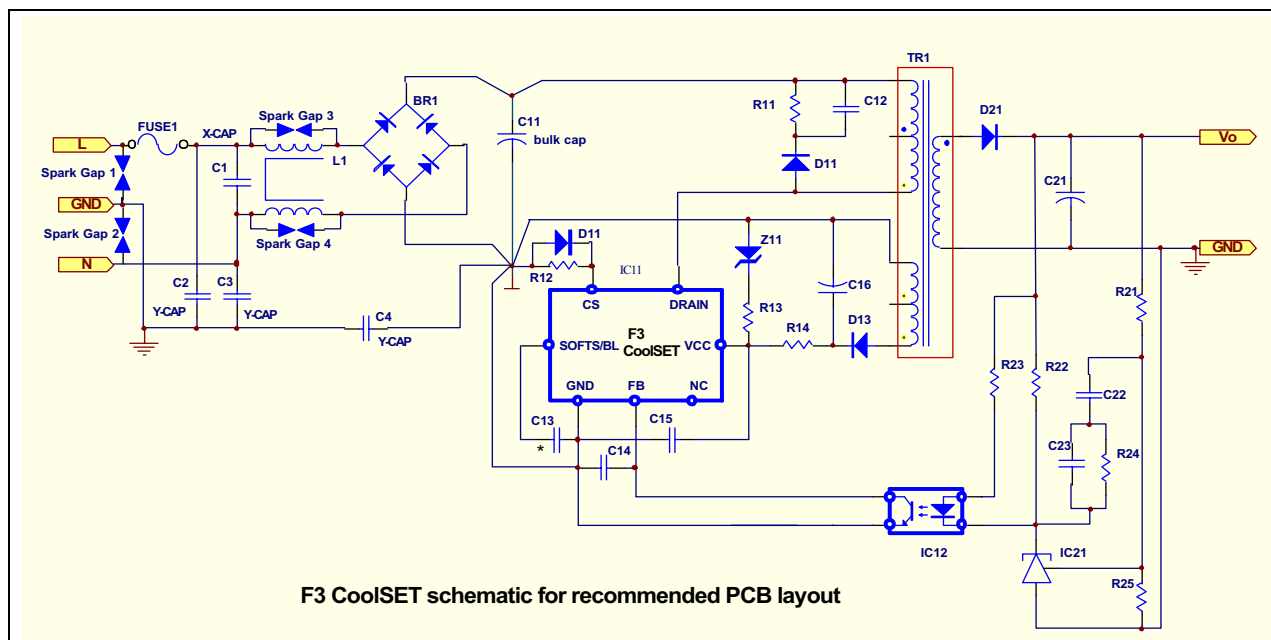 TR1
D21
BR1
R11
C12
Spark Gap 3
C11
bulk cap
FUSE1
X-CAP
L
Vo
L1
D11
Spark Gap 1
C1
C21
GND
Spark Gap 2
D11
Z11
Spark Gap 4
GND
N
R12
IC11
C2
C3
CS
DRAIN
C16
R21
Y-CAP
Y-CAP
C4
R13
Y-CAP
F3
CoolSET
SOFTS/BL
VCC
R14
D13
R23
R22
GND
FB
NC
C22
C13
C15
*
C14
C23
R24
IC12
IC21
R25
F3 CoolSET schematic for recommended PCB layout